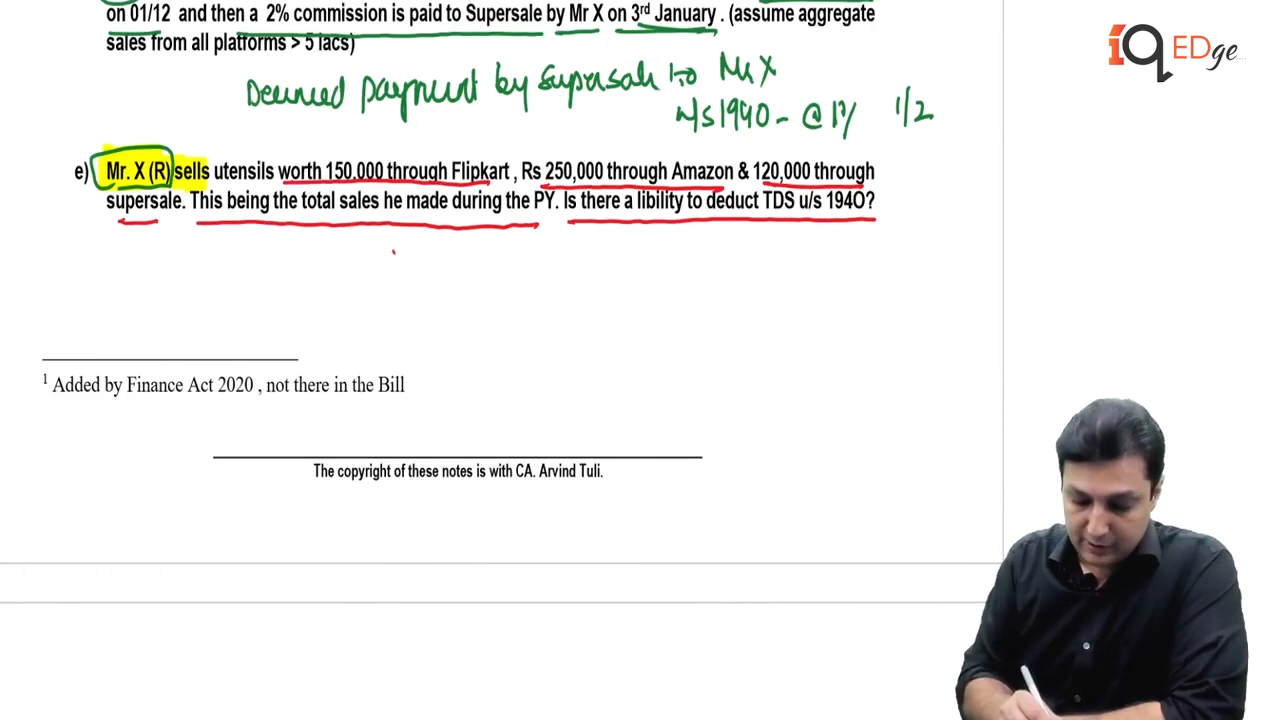 on 01/12 and then a 2% commission is paid to Supersale by Mr X on 3rd January . (assume aggregate
sales from all platforms > 5 lacs)
iQ EDge...
Deemed payment by Supersale to Mr X
u/s 194O - @ 1% 1/2
e) Mr. X (R) sells utensils worth 150,000 through Flipkart , Rs 250,000 through Amazon & 120,000 through
supersale. This being the total sales he made during the PY. Is there a libility to deduct TDS u/s 194O?
1 Added by Finance Act 2020 , not there in the Bill
The copyright of these notes is with CA. Arvind Tuli.